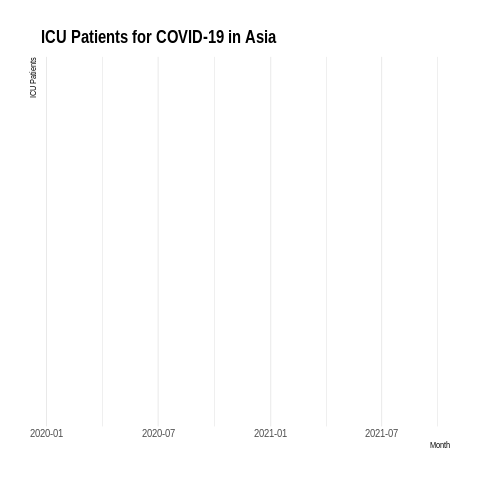 ICU Patients for COVID-19 in Asia
ICU Patients
2020-01
2020-07
2021-01
2021-07
Month